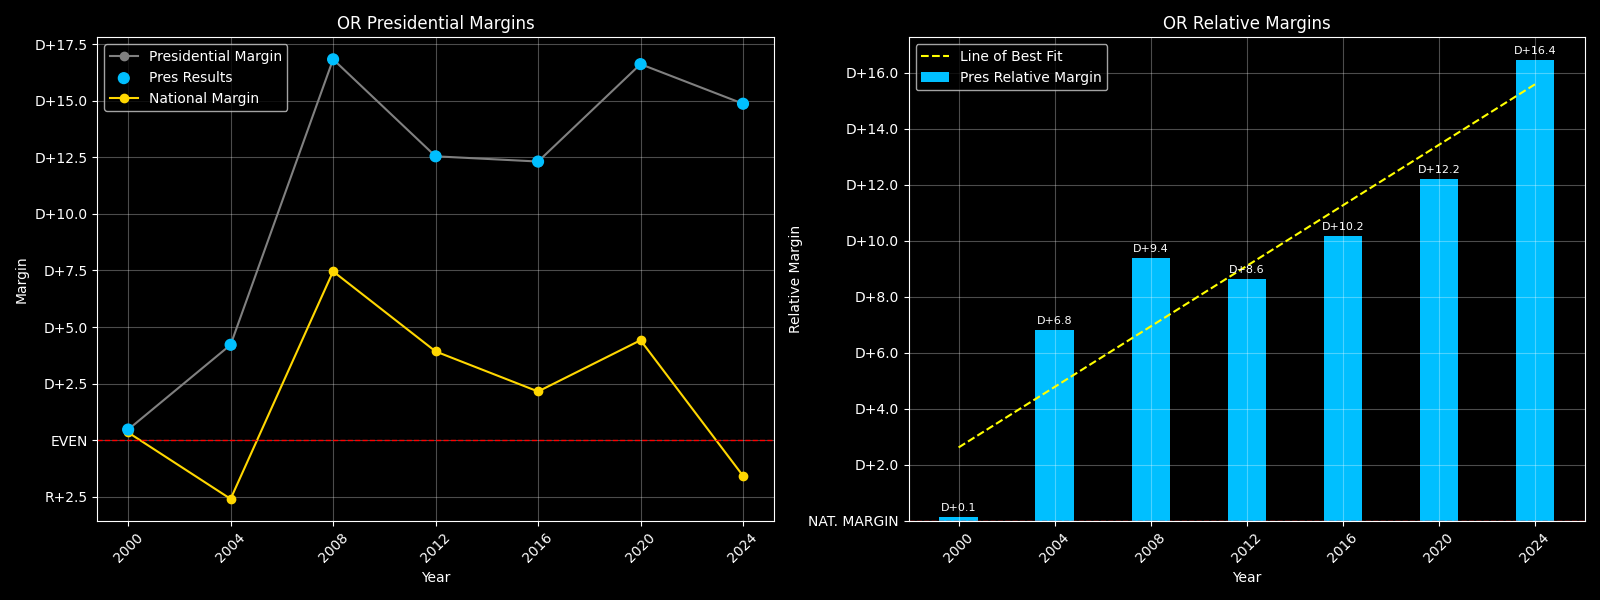 OR Presidential Margins
Presidential Margin
Pres Results
National Margin
D+17.5
D+15.0
D+12.5
D+10.0
D+7.5
D+5.0
D+2.5
EVEN
R+2.5
Margin
2000
2004
2008
2012
2016
2020
2024
Year
OR Relative Margins
Line of Best Fit
Pres Relative Margin
D+16.0
D+14.0
D+12.0
D+10.0
D+8.0
D+6.0
D+4.0
D+2.0
NAT. MARGIN
Relative Margin
D+0.1
D+6.8
D+9.4
D+8.6
D+10.2
D+12.2
D+16.4
2000
2004
2008
2012
2016
2020
2024
Year